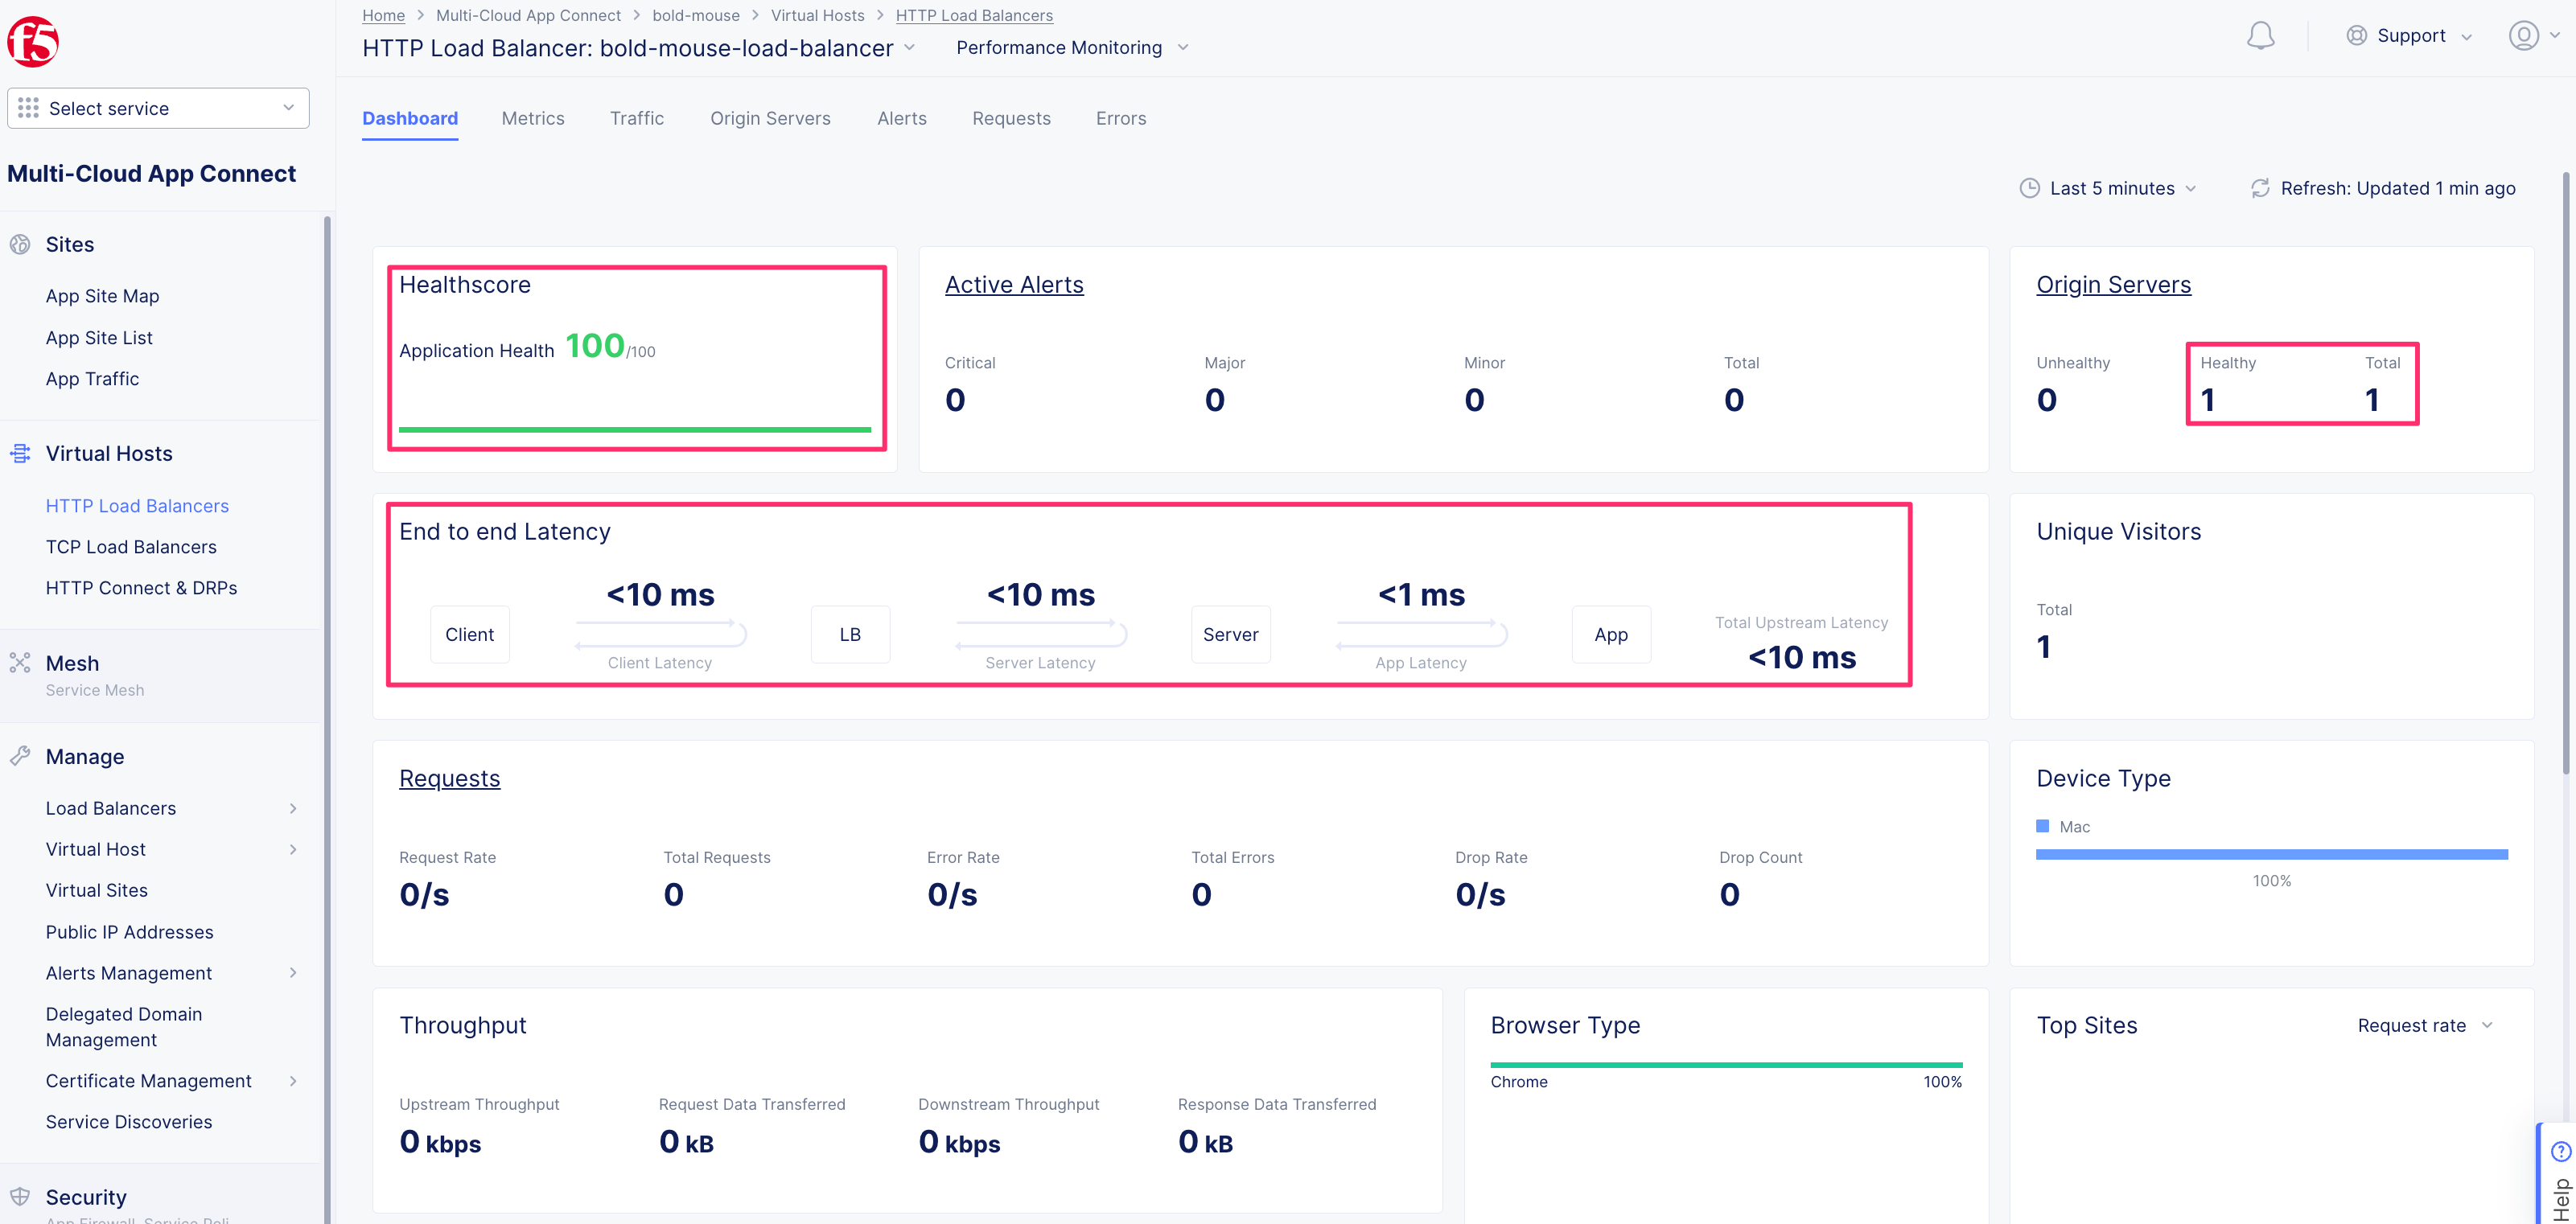 f5
Home > Multi-Cloud App Connect > bold-mouse > Virtual Hosts > HTTP Load Balancers
HTTP Load Balancer: bold-mouse-load-balancer
Performance Monitoring
Support
Select service
Multi-Cloud App Connect
Sites
App Site Map
App Site List
App Traffic
Virtual Hosts
HTTP Load Balancers
TCP Load Balancers
HTTP Connect & DRPs
Mesh
Service Mesh
Manage
Load Balancers
Virtual Host
Virtual Sites
Public IP Addresses
Alerts Management
Delegated Domain
Management
Certificate Management
Service Discoveries
Security
App Firewall, Service Poli
Dashboard Metrics Traffic Origin Servers Alerts Requests Errors
Last 5 minutes
Refresh: Updated 1 min ago
Healthscore
Application Health 100/100
Active Alerts
Critical Major Minor Total
0 0 0 0
Origin Servers
Unhealthy Healthy Total
0 1 1
End to end Latency
<10 ms <10 ms <1 ms
Client LB Server App
Client Latency Server Latency App Latency
Total Upstream Latency
<10 ms
Unique Visitors
Total
1
Requests
Request Rate Total Requests Error Rate Total Errors Drop Rate Drop Count
0/s 0 0/s 0 0/s 0
Device Type
Mac
100%
Throughput
Upstream Throughput Request Data Transferred Downstream Throughput Response Data Transferred
0 kbps 0 kB 0 kbps 0 kB
Browser Type
Chrome 100%
Top Sites
Request rate
Help